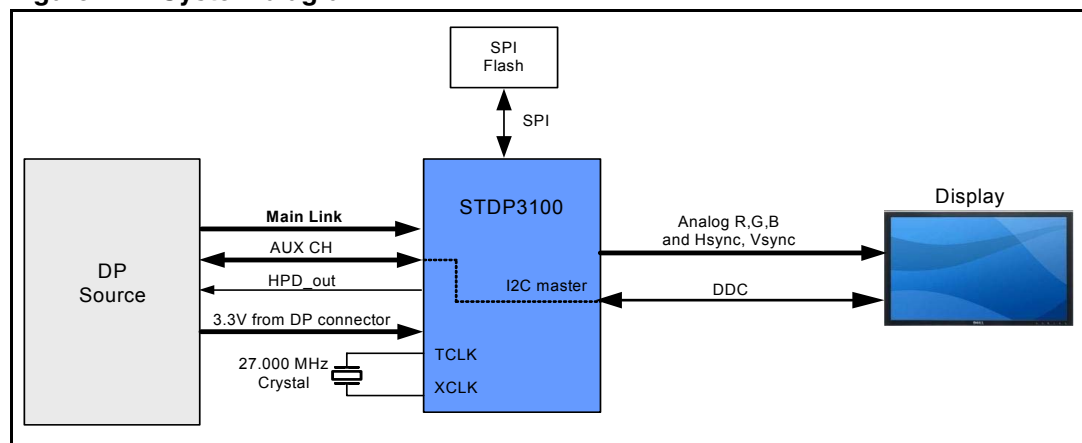 SPI
Flash
SPI
STDP3100
Display
Main Link
Analog R,G,B
and Hsync, Vsync
AUX CH
DP
Source
HPD_out
I2C master
DDC
3.3V from DP connector
TCLK
27.000 MHz
Crystal
XCLK